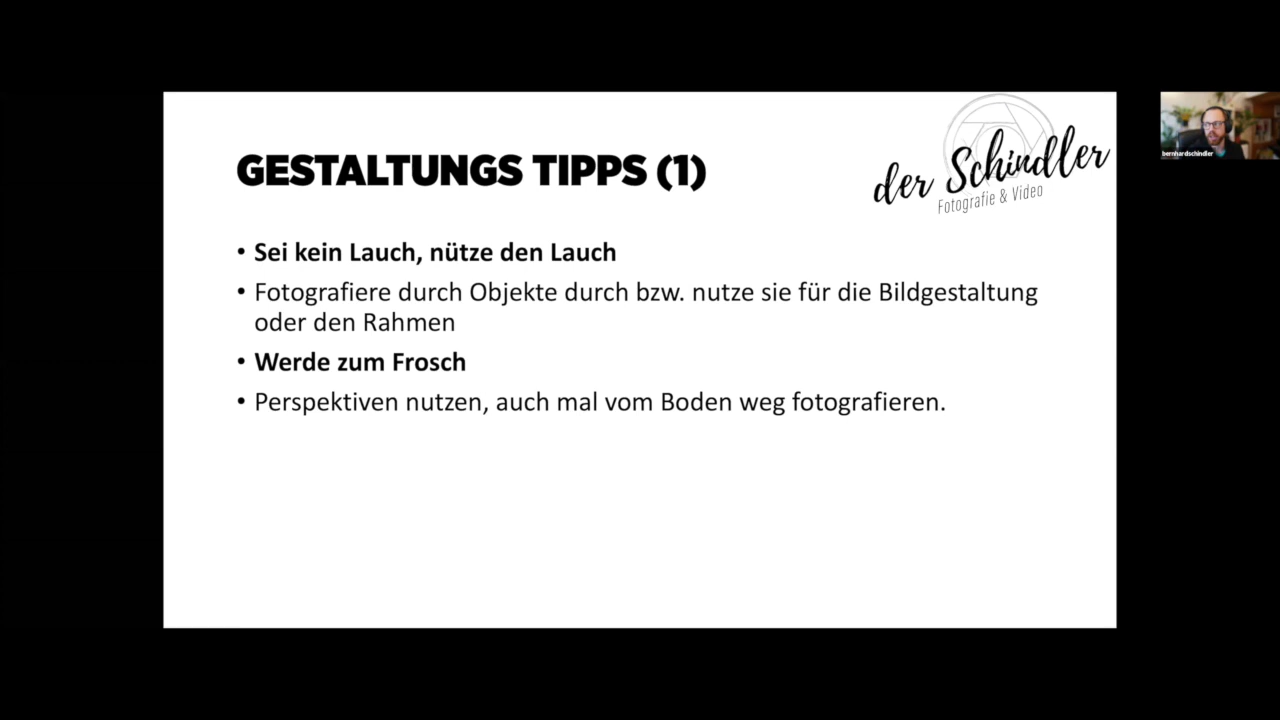 GESTALTUNGS TIPPS (1)
der Schindler
Fotografie & Video
• Sei kein Lauch, nütze den Lauch
• Fotografiere durch Objekte durch bzw. nutze sie für die Bildgestaltung
oder den Rahmen
• Werde zum Frosch
• Perspektiven nutzen, auch mal vom Boden weg fotografieren.
bernhardschindler